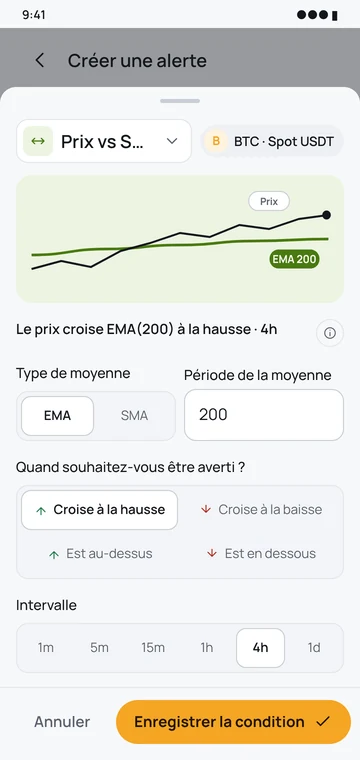 9:41
Créer une alerte
Prix vs S...
B BTC · Spot USDT
Prix
EMA 200
Le prix croise EMA(200) à la hausse · 4h
Type de moyenne
Période de la moyenne
EMA SMA
200
Quand souhaitez-vous être averti ?
Croise à la hausse
Croise à la baisse
Est au-dessus
Est en dessous
Intervalle
1m 5m 15m 1h 4h 1d
Annuler
Enregistrer la condition